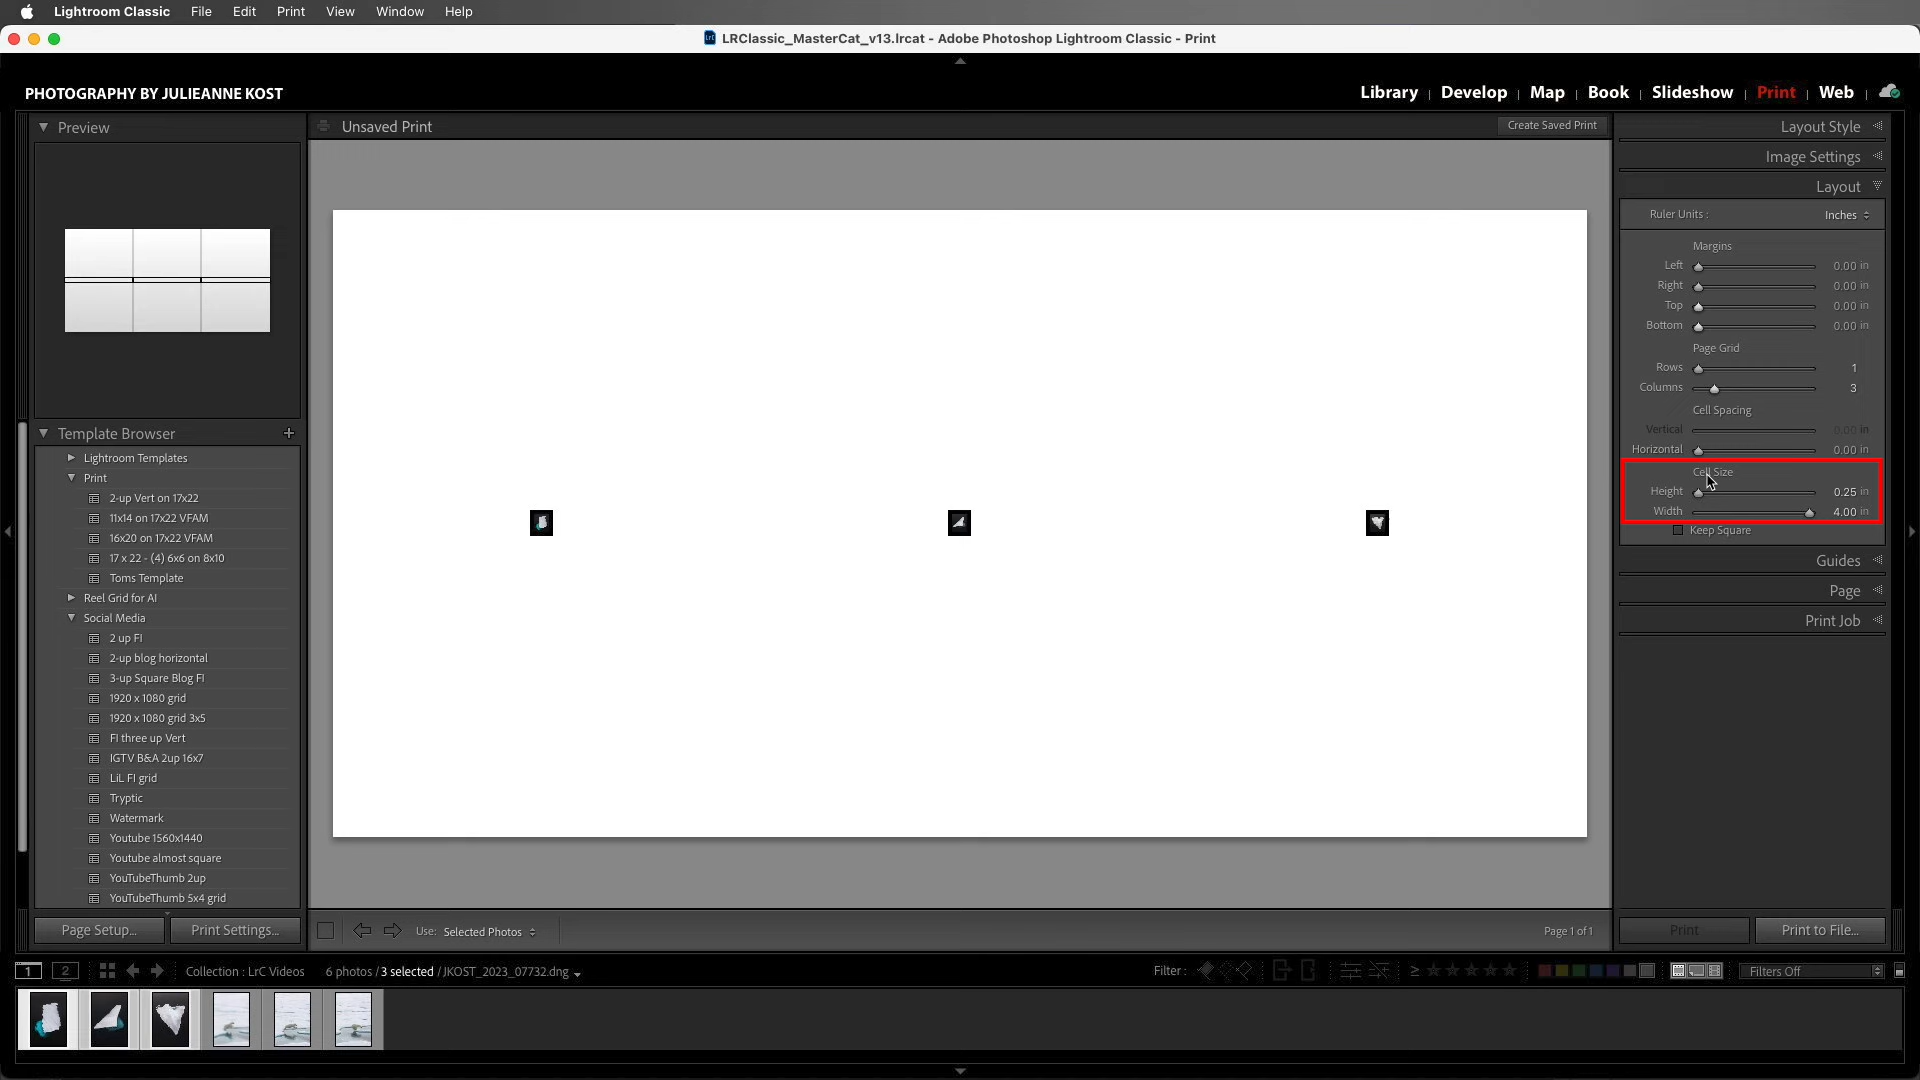 Lightroom Classic File Edit Print View Window Help
LRClassic_MasterCat_v13.lrcat - Adobe Photoshop Lightroom Classic - Print
PHOTOGRAPHY BY JULIEANNE KOST
Library | Develop | Map | Book | Slideshow | Print | Web
Preview
Template Browser +
Lightroom Templates
Print
2-up Vert on 17x22
11x14 on 17x22 VFAM
16x20 on 17x22 VFAM
17 x 22 - (4) 6x6 on 8x10
Toms Template
Reel Grid for AI
Social Media
2 up FI
2-up blog horizontal
3-up Square Blog FI
1920 x 1080 grid
1920 x 1080 grid 3x5
FI three up Vert
IGTV B&A 2up 16x7
LiL FI grid
Tryptic
Watermark
Youtube 1560x1440
Youtube almost square
YouTubeThumb 2up
YouTubeThumb 5x4 grid
Page Setup... Print Settings...
Unsaved Print Create Saved Print
Use: Selected Photos Page 1 of 1
Layout Style
Image Settings
Layout
Ruler Units : Inches
Margins
Left 0.00 in
Right 0.00 in
Top 0.00 in
Bottom 0.00 in
Page Grid
Rows 1
Columns 3
Cell Spacing
Vertical 0.00 in
Horizontal 0.00 in
Cell Size
Height 0.25 in
Width 4.00 in
Keep Square
Guides
Page
Print Job
Print Print to File...
1 2 Collection : LrC Videos 6 photos / 3 selected / JKOST_2023_07732.dng Filter : ≥ Filters Off